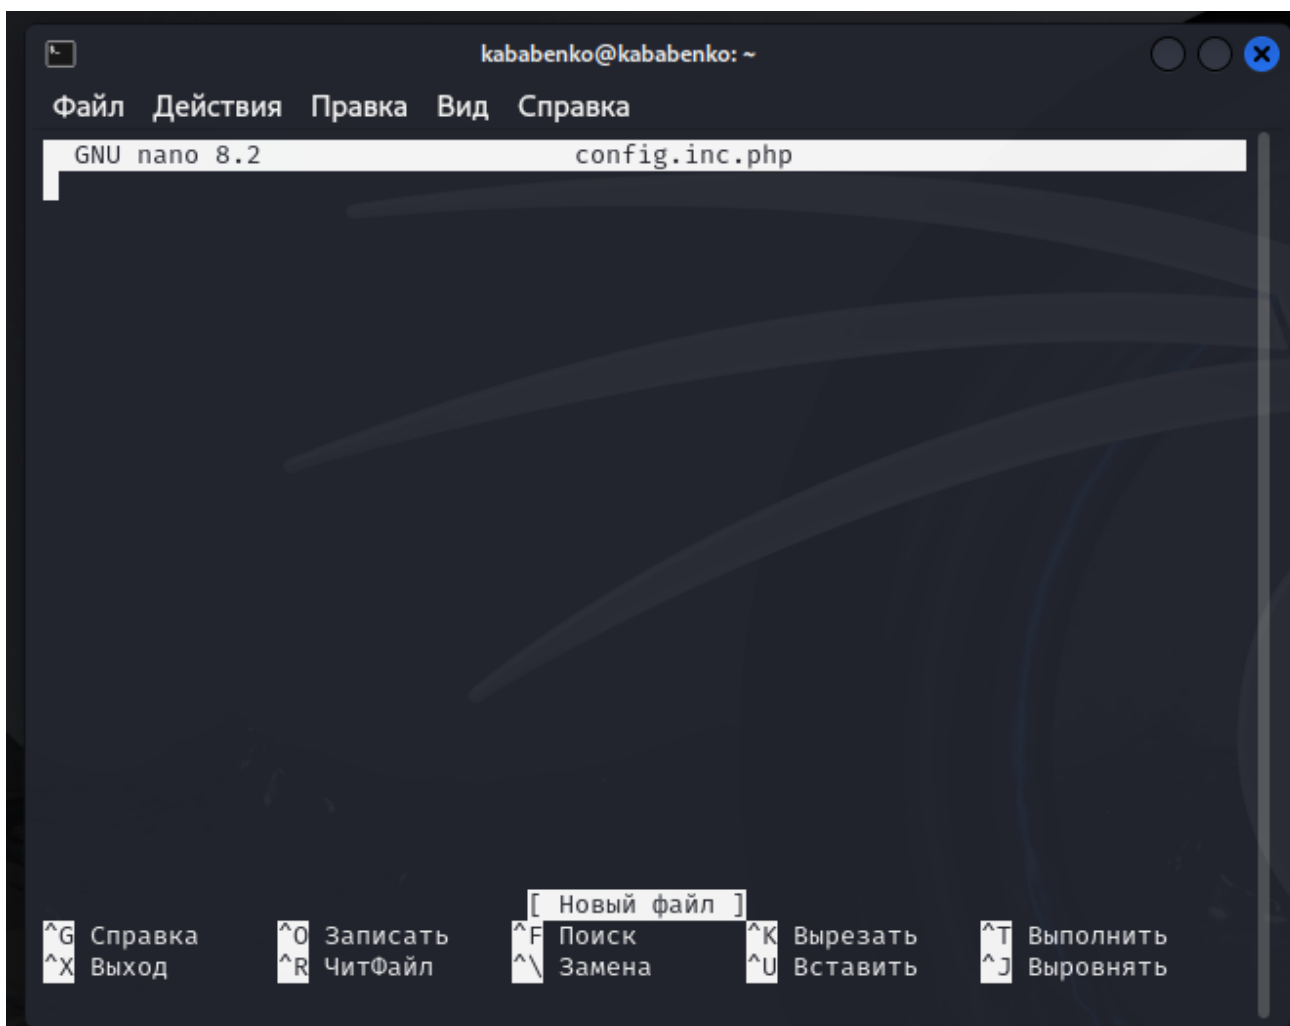 kababenko@kababenko: ~
Файл Действия Правка Вид Справка
GNU nano 8.2 config.inc.php
[ Новый файл ]
^G Справка ^O Записать ^F Поиск ^K Вырезать ^T Выполнить
^X Выход ^R ЧитФайл ^\ Замена ^U Вставить ^J Выровнять